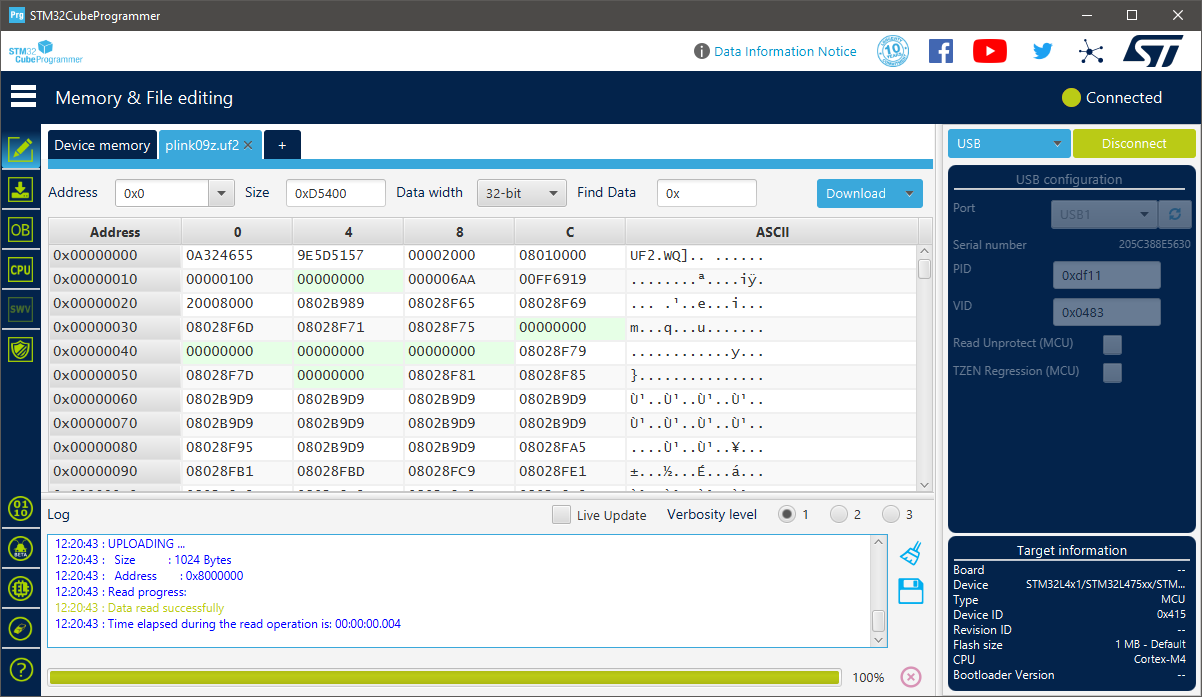 Prg STM32CubeProgrammer
STM32 CubeProgrammer
Data Information Notice
10 YEARS
ST
Memory & File editing
Connected
Device memory plink09z.uf2 +
USB Disconnect
Address 0x0 Size 0xD5400 Data width 32-bit Find Data 0x Download
Address 0 4 8 C ASCII
0x00000000 0A324655 9E5D5157 00002000 08010000 UF2.WQ].. ......
0x00000010 00000100 00000000 000006AA 00FF6919 ........ª....iÿ.
0x00000020 20008000 0802B989 08028F65 08028F69 ... .¹..e...i...
0x00000030 08028F6D 08028F71 08028F75 00000000 m...q...u.......
0x00000040 00000000 00000000 00000000 08028F79 ............y...
0x00000050 08028F7D 00000000 08028F81 08028F85 }...............
0x00000060 0802B9D9 0802B9D9 0802B9D9 0802B9D9 Ù¹..Ù¹..Ù¹..Ù¹..
0x00000070 0802B9D9 0802B9D9 0802B9D9 0802B9D9 Ù¹..Ù¹..Ù¹..Ù¹..
0x00000080 08028F95 0802B9D9 0802B9D9 08028FA5 ....Ù¹..Ù¹..¥...
0x00000090 08028FB1 08028FBD 08028FC9 08028FE1 ±...½...É...á...
OB
CPU
SWV
01 10
BETA
?
Log Live Update Verbosity level 1 2 3
12:20:43 : UPLOADING ...
12:20:43 : Size : 1024 Bytes
12:20:43 : Address : 0x8000000
12:20:43 : Read progress:
12:20:43 : Data read successfully
12:20:43 : Time elapsed during the read operation is: 00:00:00.004
100%
USB configuration
Port USB1
Serial number 205C388E5630
PID 0xdf11
VID 0x0483
Read Unprotect (MCU)
TZEN Regression (MCU)
Target information
Board --
Device STM32L4x1/STM32L475xx/STM...
Type MCU
Device ID 0x415
Revision ID --
Flash size 1 MB - Default
CPU Cortex-M4
Bootloader Version --